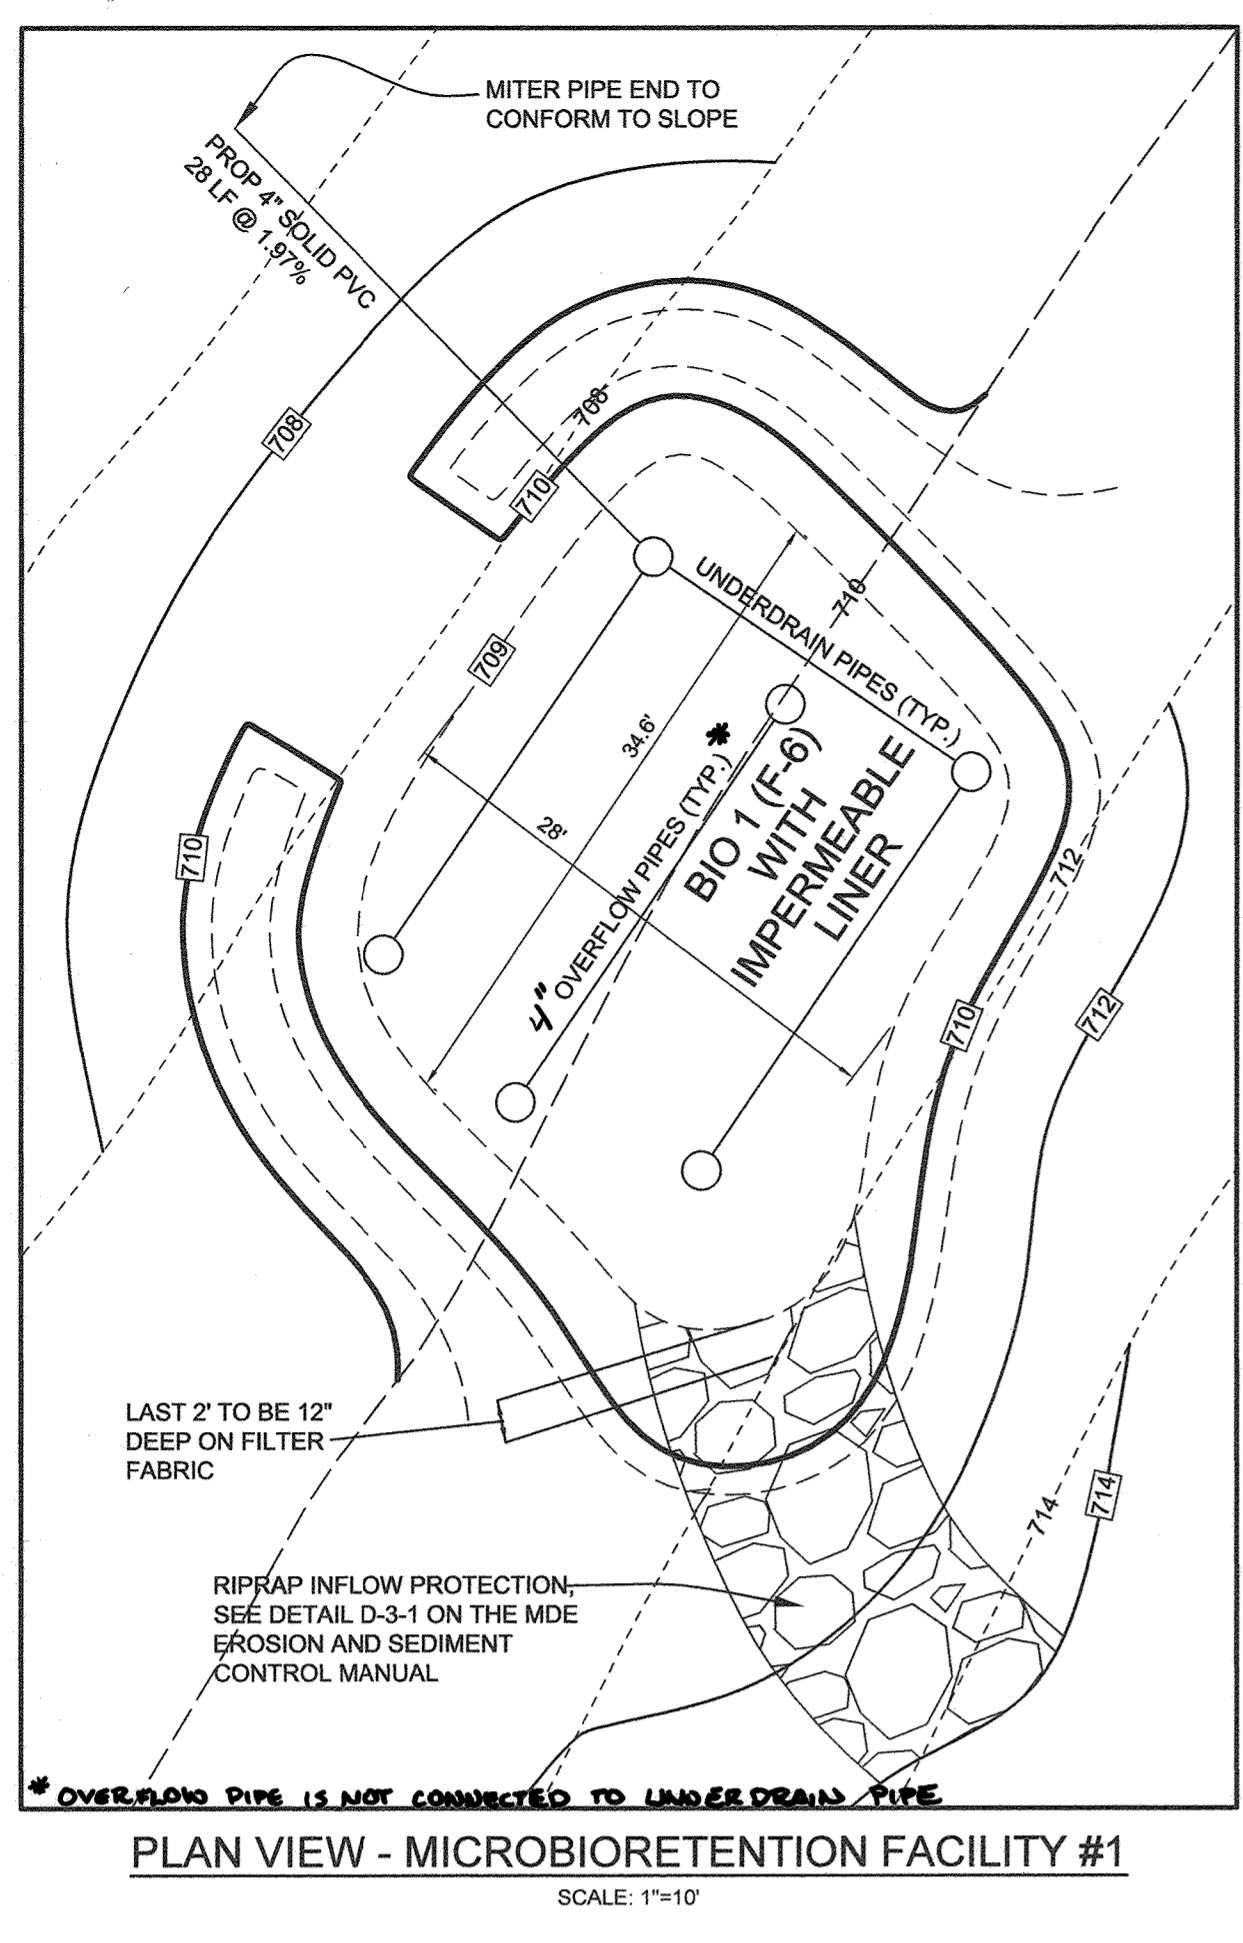 MITER PIPE END TO
CONFORM TO SLOPE
PROP 4" SOLID PVC
28 LF @ 1.97%
708
708
710
UNDERDRAIN PIPES (TYP.)
710
709
34.6'
28'
4" OVERFLOW PIPES (TYP.) *
BIO 1 (F-6)
WITH
IMPERMEABLE
LINER
710
712
710
712
LAST 2' TO BE 12"
DEEP ON FILTER
FABRIC
714
714
RIPRAP INFLOW PROTECTION,
SEE DETAIL D-3-1 ON THE MDE
EROSION AND SEDIMENT
CONTROL MANUAL
* OVERFLOW PIPE IS NOT CONNECTED TO UNDERDRAIN PIPE
PLAN VIEW - MICROBIORETENTION FACILITY #1
SCALE: 1"=10'